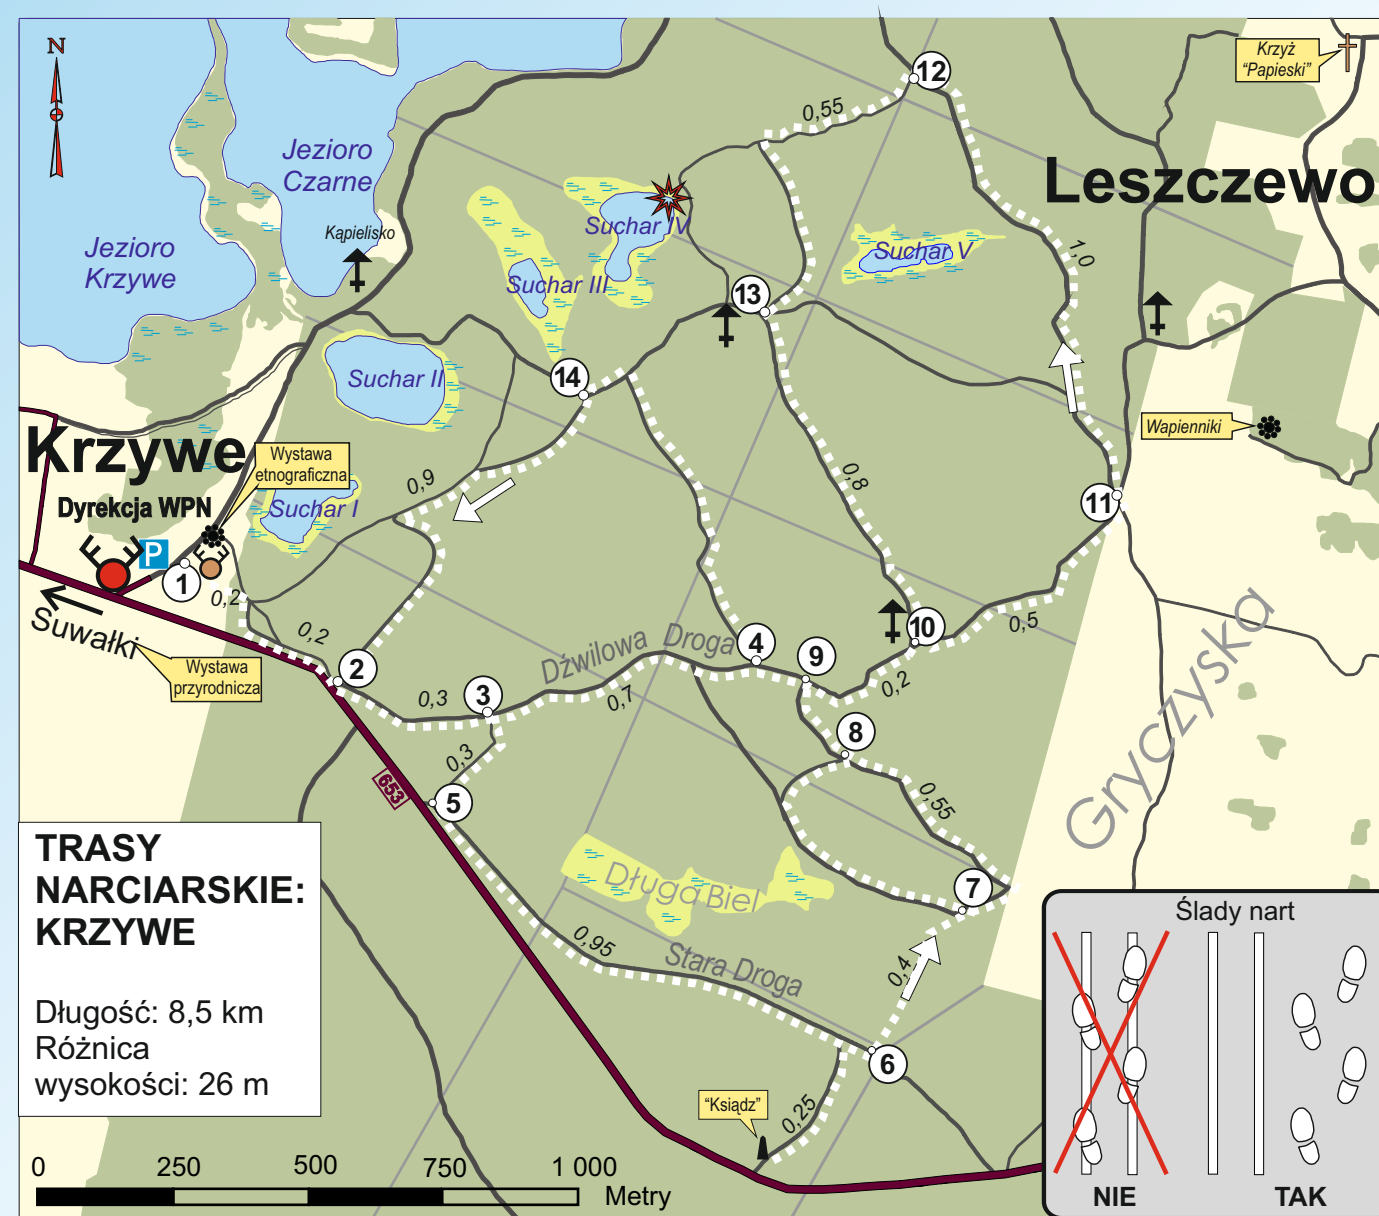 N
Jezioro
Czarne
Kąpielisko
Jezioro
Krzywe
Suchar II
Suchar III
Suchar IV
Suchar V
Suchar I
12
0,55
Krzyż
"Papieski"
Leszczewo
1,0
13
14
Krzywe
Wystawa
etnograficzna
Dyrekcja WPN
P
1
0,9
0,8
Wapienniki
11
0,2
0,2
Suwałki
Wystawa
przyrodnicza
2
0,3
3
Dźwilowa Droga
0,7
4
9
10
0,2
0,5
8
0,55
Gryczyska
0,3
5
653
Długa Biel
7
0,95
Stara Droga
0,4
6
"Ksiądz"
0,25
TRASY
NARCIARSKIE:
KRZYWE
Długość: 8,5 km
Różnica
wysokości: 26 m
0 250 500 750 1 000
Metry
Ślady nart
NIE TAK